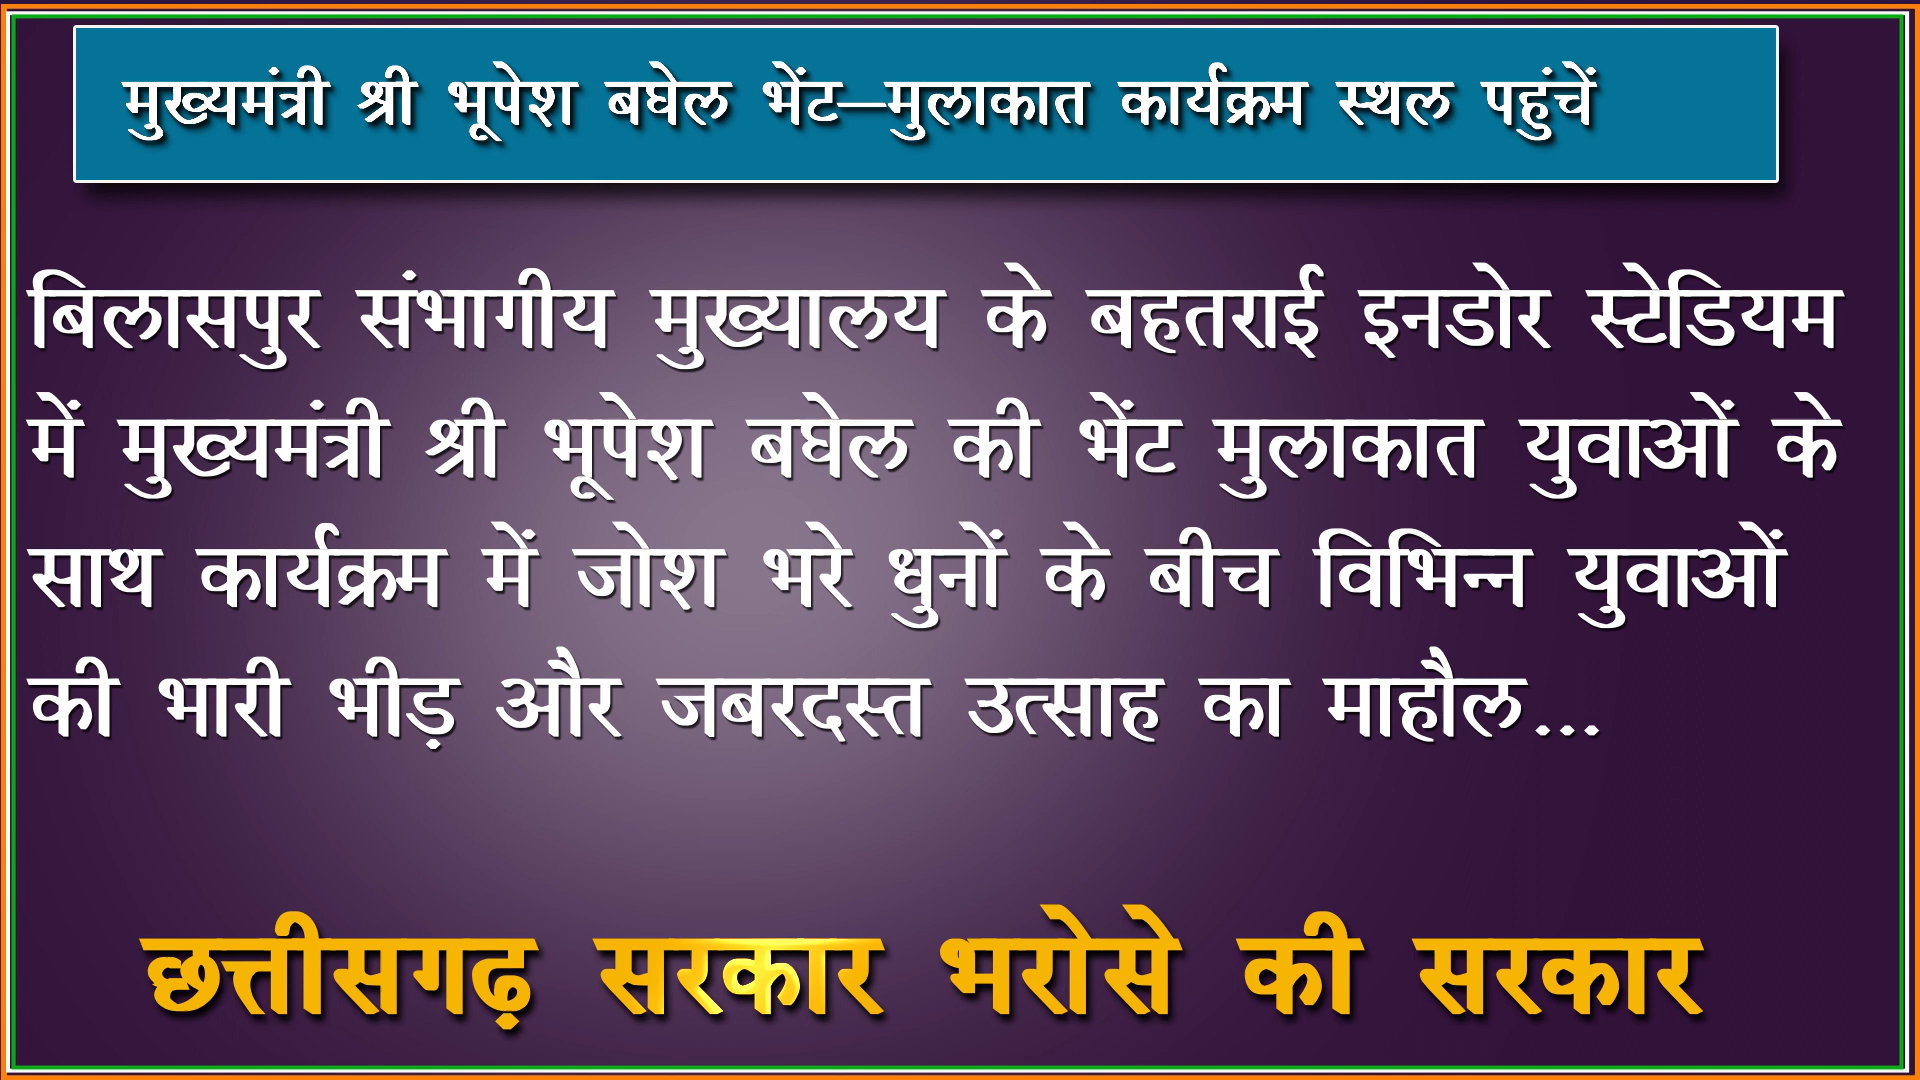 मुख्यमंत्री श्री भूपेश बघेल भेंट–मुलाकात कार्यक्रम स्थल पहुंचें
बिलासपुर संभागीय मुख्यालय के बहतराई इनडोर स्टेडियम
में मुख्यमंत्री श्री भूपेश बघेल की भेंट मुलाकात युवाओं के
साथ कार्यक्रम में जोश भरे धुनों के बीच विभिन्न युवाओं
की भारी भीड़ और जबरदस्त उत्साह का माहौल...
छत्तीसगढ़ सरकार भरोसे की सरकार